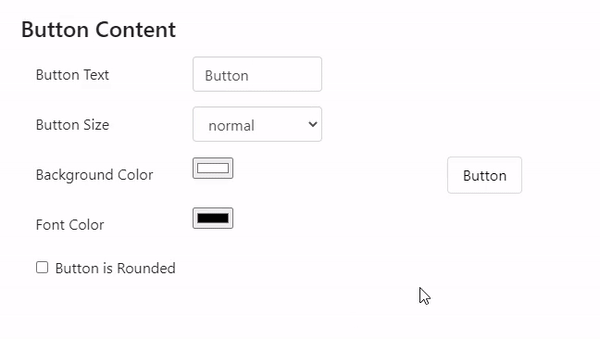 Button Content
Button Text
Button
Button Size
normal
Background Color
Button
Font Color
Button is Rounded